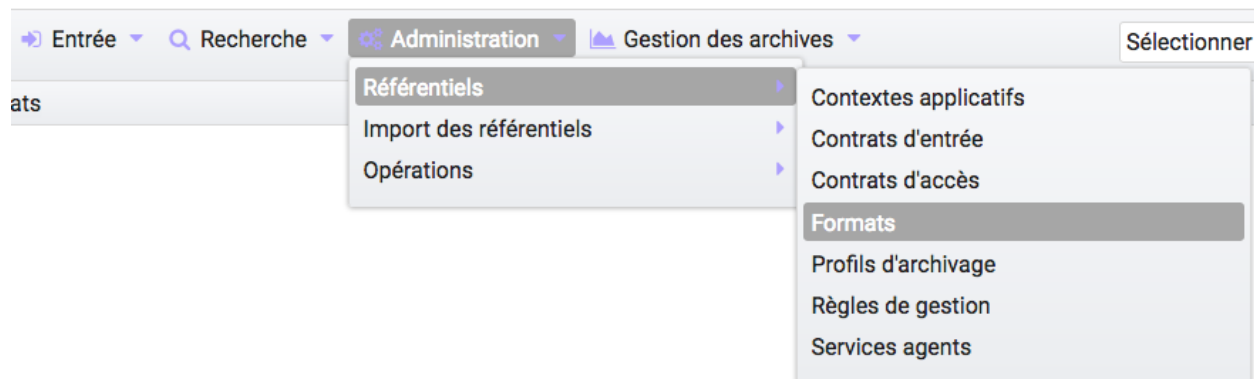 Entrée Recherche Administration Gestion des archives Sélectionner
ats
Référentiels
Import des référentiels
Opérations
Contextes applicatifs
Contrats d'entrée
Contrats d'accès
Formats
Profils d'archivage
Règles de gestion
Services agents